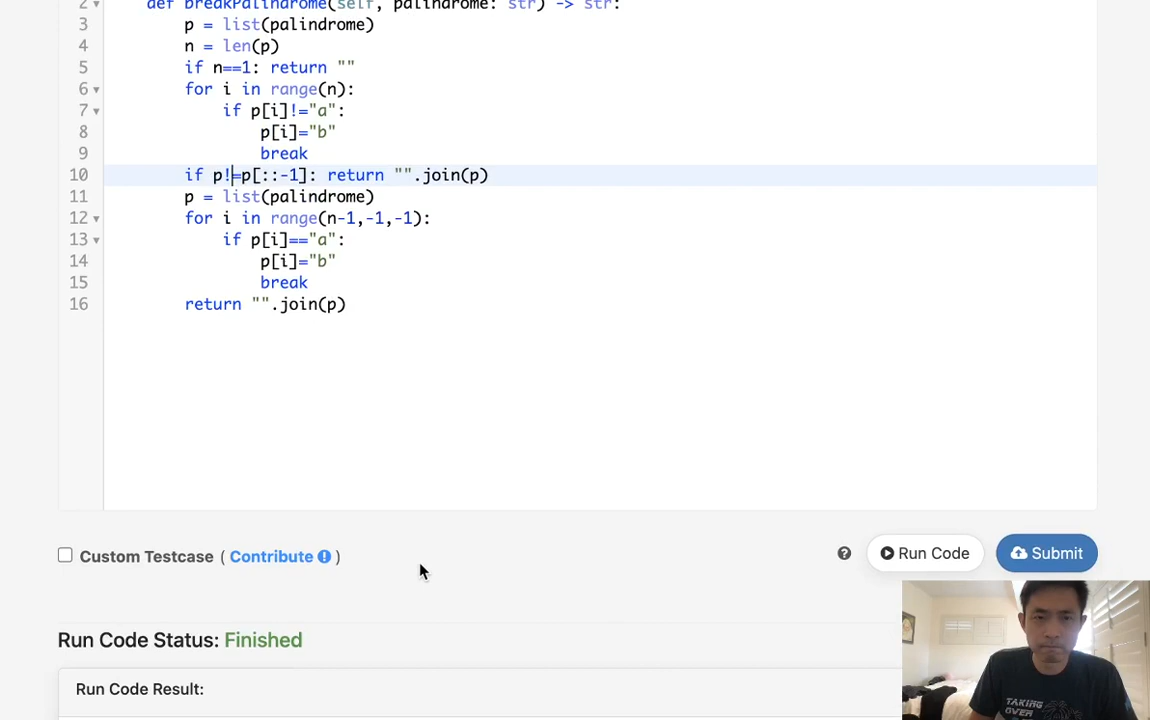 2 def breakPalindrome(self, palindrome: str) -> str:
3 p = list(palindrome)
4 n = len(p)
5 if n==1: return ""
6 for i in range(n):
7 if p[i]!="a":
8 p[i]="b"
9 break
10 if p!=p[::-1]: return "".join(p)
11 p = list(palindrome)
12 for i in range(n-1,-1,-1):
13 if p[i]=="a":
14 p[i]="b"
15 break
16 return "".join(p)
Custom Testcase ( Contribute ! )
? Run Code Submit
Run Code Status: Finished
Run Code Result:
TAKING
OVER